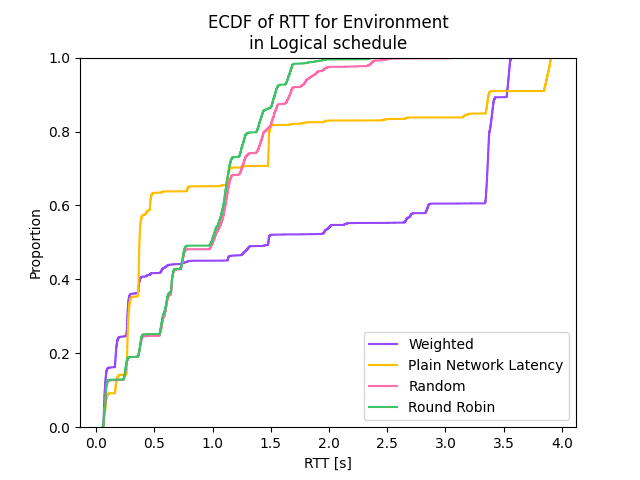 ECDF of RTT for Environment
in Logical schedule
1.0
0.8
0.6
0.4
0.2
0.0
Proportion
Weighted
Plain Network Latency
Random
Round Robin
0.0 0.5 1.0 1.5 2.0 2.5 3.0 3.5 4.0
RTT [s]